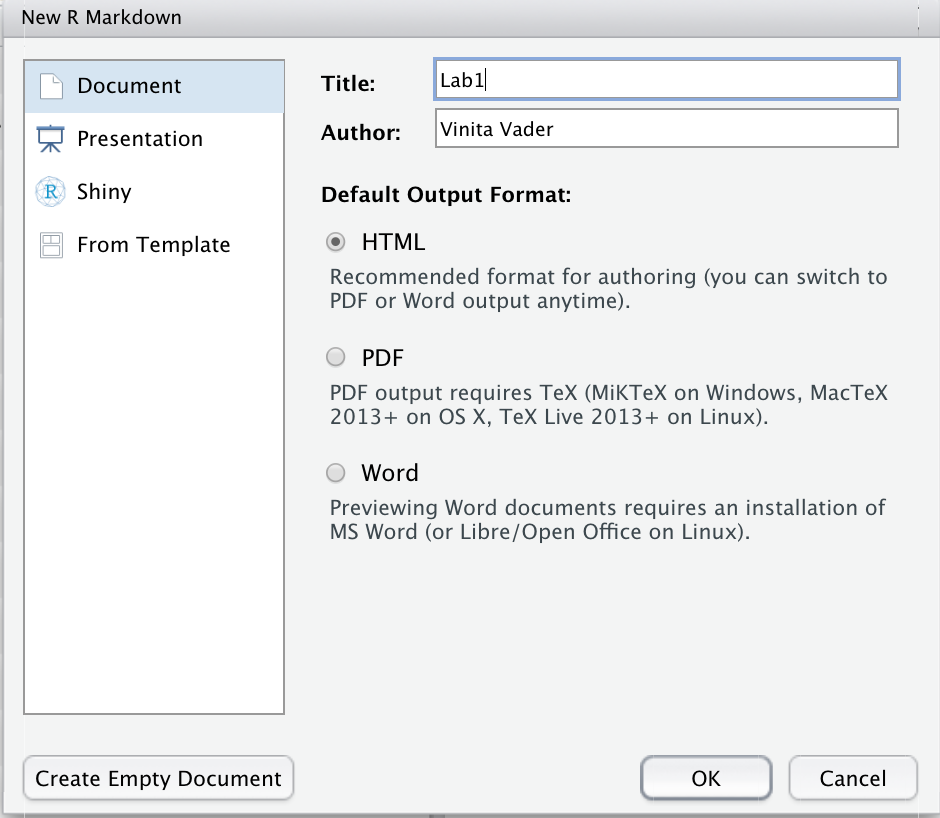 New R Markdown
Document
Presentation
Shiny
From Template
Title: Lab1
Author: Vinita Vader
Default Output Format:
HTML
Recommended format for authoring (you can switch to
PDF or Word output anytime).
PDF
PDF output requires TeX (MiKTeX on Windows, MacTeX
2013+ on OS X, TeX Live 2013+ on Linux).
Word
Previewing Word documents requires an installation of
MS Word (or Libre/Open Office on Linux).
Create Empty Document OK Cancel